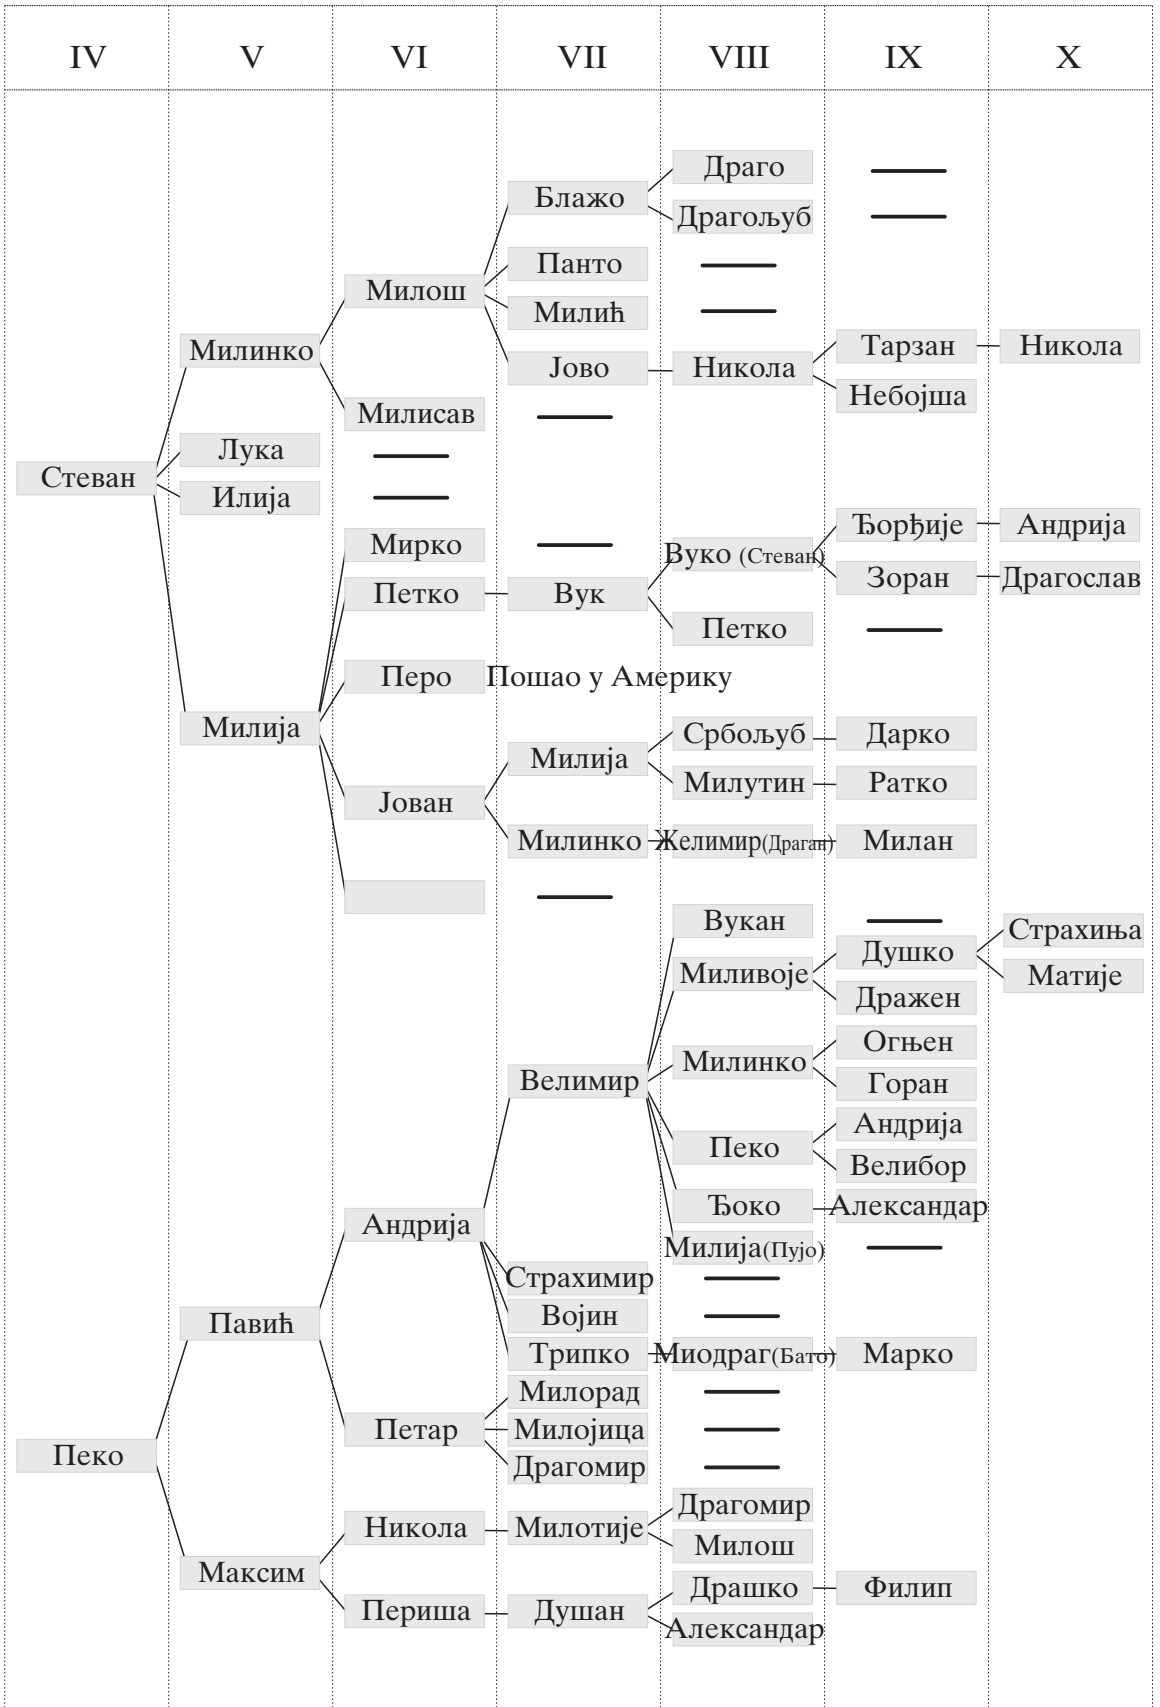 IV V VI VII VIII IX X
Драго
Блажо
Драгољуб
Панто
Милош
Милић
Милинко
Тарзан Никола
Јово Никола
Небојша
Милисав
Лука
Стеван
Илија
Ђорђије Андрија
Мирко
Вуко (Стеван)
Зоран Драгослав
Петко Вук
Петко
Перо Пошао у Америку
Милија
Србољуб Дарко
Милија
Милутин Ратко
Јован
Милинко Желимир(Драган) Милан
Вукан
Страхиња
Душко
Миливоје
Матије
Дражен
Огњен
Милинко
Велимир
Горан
Андрија
Пеко
Велибор
Ђоко Александар
Андрија
Милија(Пујо)
Страхимир
Војин
Павић
Трипко Миодраг(Бато) Марко
Милорад
Петар Милојица
Пеко
Драгомир
Драгомир
Никола Милотије
Милош
Максим
Драшко Филип
Периша Душан
Александар